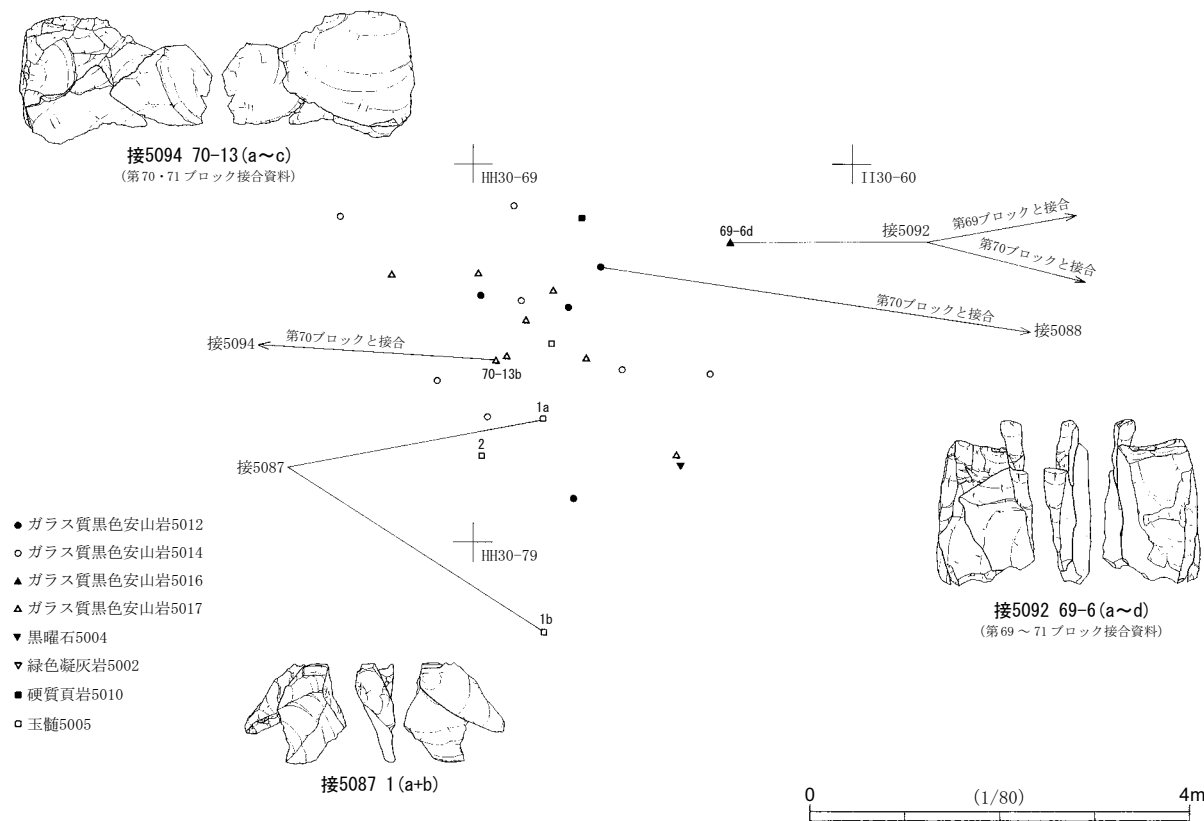 接5094 70-13(a～c)
(第70・71ブロック接合資料)
HH30-69
II30-60
69-6d
接5092
第69ブロックと接合
第70ブロックと接合
第70ブロックと接合
接5088
接5094
第70ブロックと接合
70-13b
1a
2
接5087
1b
HH30-79
● ガラス質黒色安山岩5012
○ ガラス質黒色安山岩5014
▲ ガラス質黒色安山岩5016
△ ガラス質黒色安山岩5017
▼ 黒曜石5004
▽ 緑色凝灰岩5002
■ 硬質頁岩5010
□ 玉髄5005
接5092 69-6(a～d)
(第69～71ブロック接合資料)
接5087 1(a+b)
0 (1/80) 4m